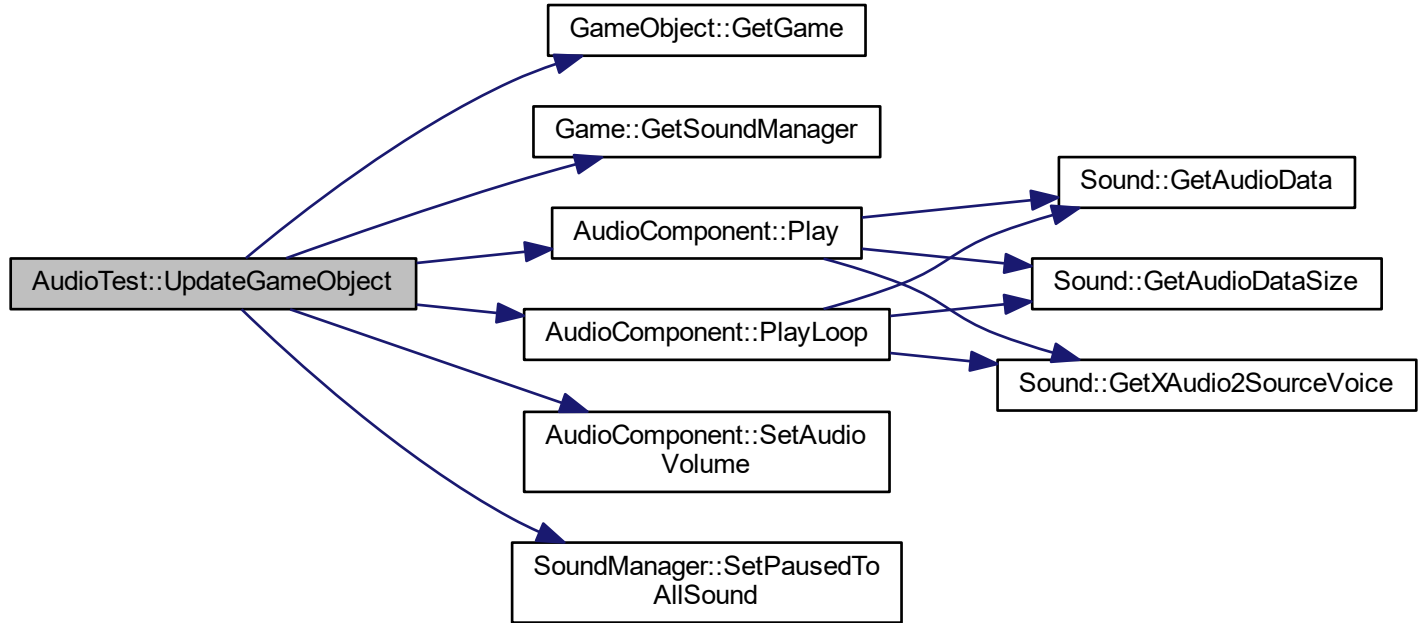 GameObject::GetGame
Game::GetSoundManager
Sound::GetAudioData
AudioComponent::Play
AudioTest::UpdateGameObject
Sound::GetAudioDataSize
AudioComponent::PlayLoop
Sound::GetXAudio2SourceVoice
AudioComponent::SetAudio
Volume
SoundManager::SetPausedTo
AllSound